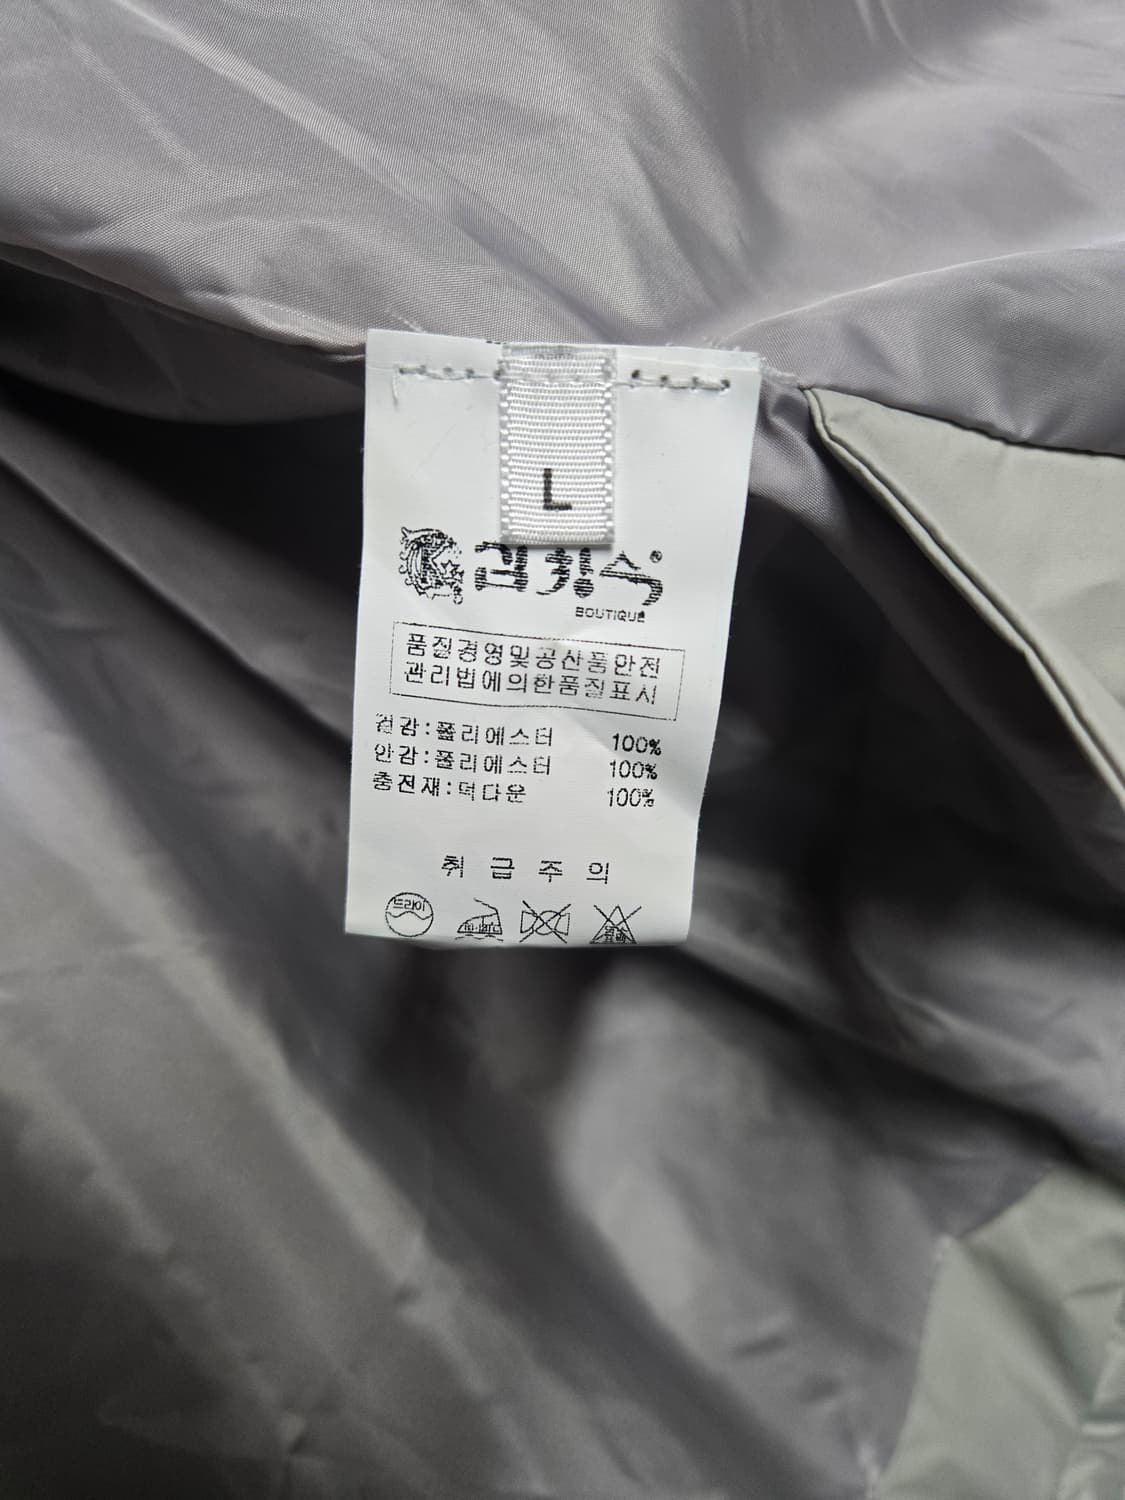 L
리킹수
BOUTIQUE
품질경영및공산품안전
관리법에의한품질표시
겉감:폴리에스터 100%
안감:폴리에스터 100%
충전재:덕다운 100%
취급주의
드라이